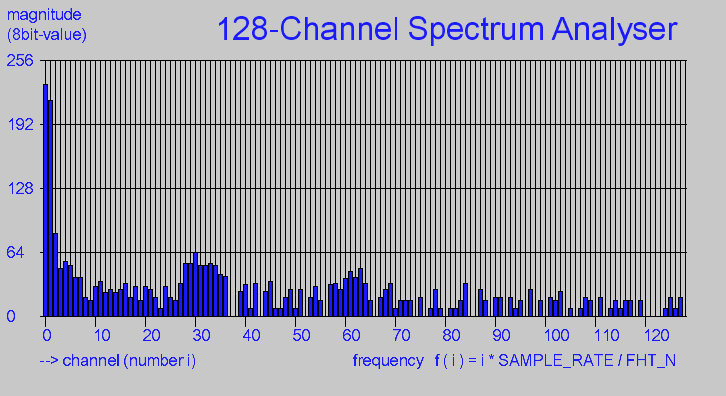 magnitude
(8bit-value)
128-Channel Spectrum Analyser
256
192
128
64
0
0 10 20 30 40 50 60 70 80 90 100 110 120
--> channel (number i) frequency f ( i ) = i * SAMPLE_RATE / FHT_N